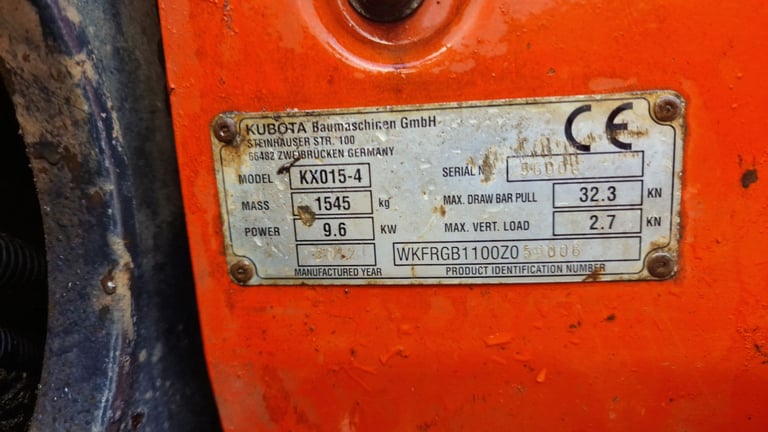 KUBOTA Baumaschinen GmbH
STEINHAUSER STR. 100
66482 ZWEIBRÜCKEN GERMANY
CE
MODEL KX015-4
SERIAL Nº
MASS 1545 kg
MAX. DRAW BAR PULL 32.3 KN
POWER 9.6 KW
MAX. VERT. LOAD 2.7 KN
MANUFACTURED YEAR
WKFRGB1100Z0
PRODUCT IDENTIFICATION NUMBER